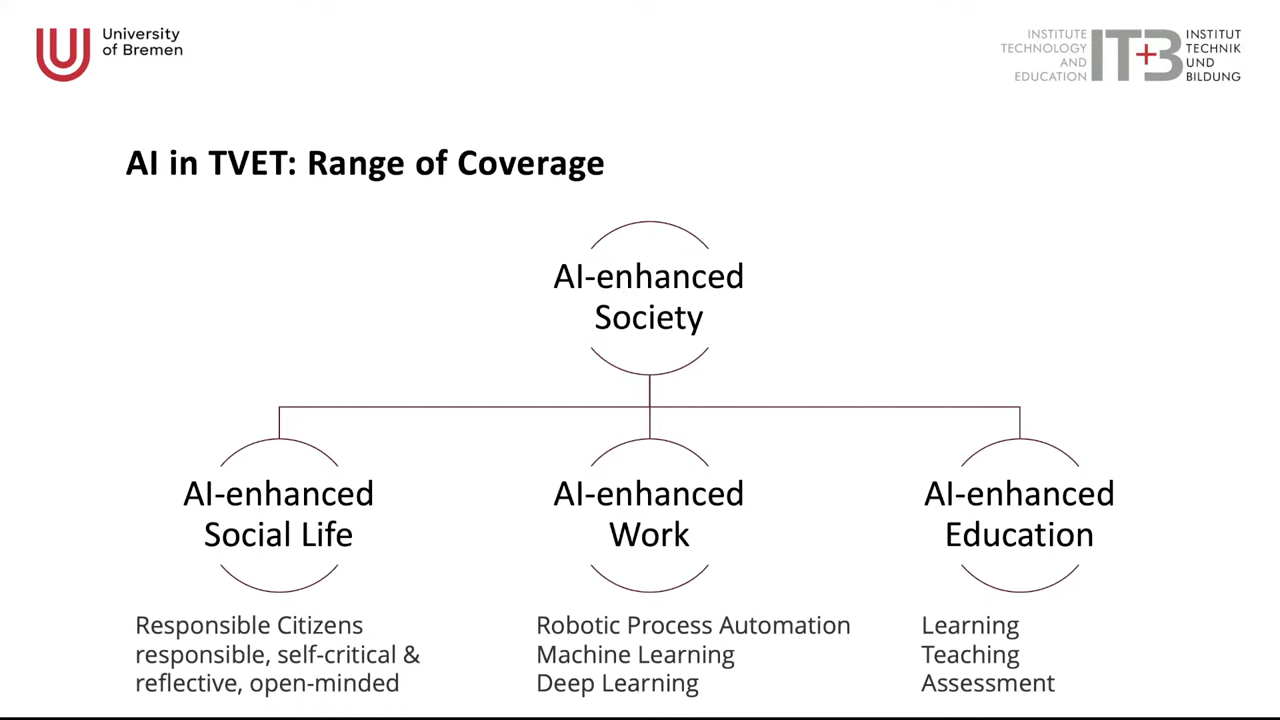 University
of Bremen
INSTITUTE
TECHNOLOGY
AND
EDUCATION
IT+B
INSTITUT
TECHNIK
UND
BILDUNG
AI in TVET: Range of Coverage
AI-enhanced
Society
AI-enhanced
Social Life
AI-enhanced
Work
AI-enhanced
Education
Responsible Citizens
responsible, self-critical &
reflective, open-minded
Robotic Process Automation
Machine Learning
Deep Learning
Learning
Teaching
Assessment